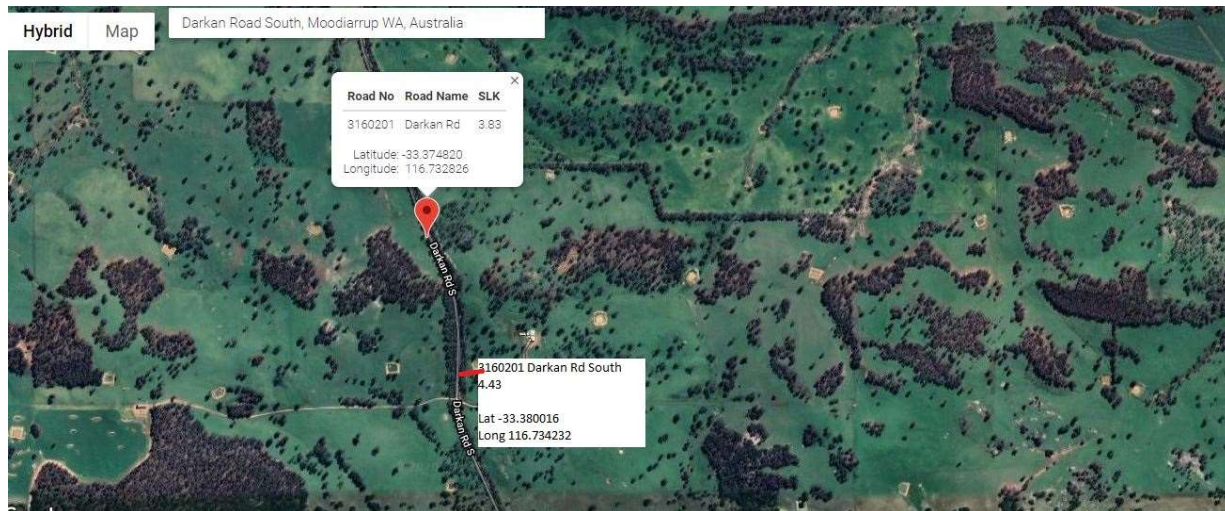 Hybrid Map
Darkan Road South, Moodiarrup WA, Australia
Road No Road Name SLK
3160201 Darkan Rd 3.83
Latitude: -33.374820
Longitude: 116.732826
Darkan Rd S
3160201 Darkan Rd South
4.43
Lat -33.380016
Long 116.734232
Darkan Rd S